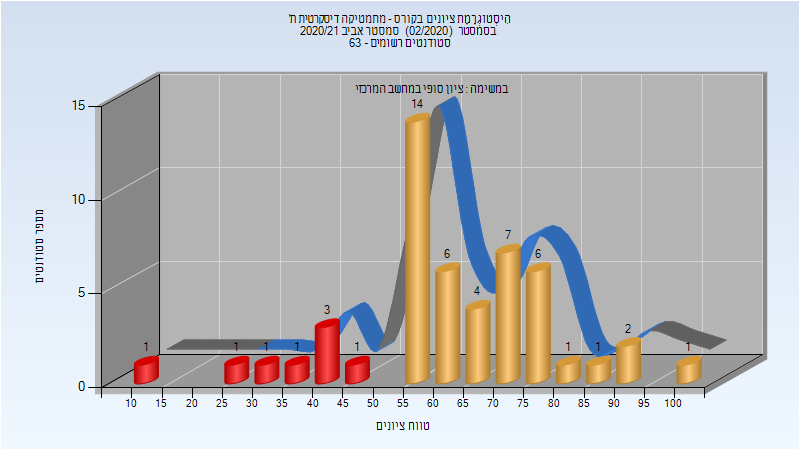 היסטוגרמת ציונים בקורס - מתמטיקה דיסקרטית ת'
בסמסטר (02/2020) סמסטר אביב 2020/21
סטודנטים רשומים - 63
במשימה : ציון סופי במחשב המרכזי
מספר סטודנטים
15
10
5
0
1
1
1
1
3
1
14
6
4
7
6
1
1
2
1
10 15 20 25 30 35 40 45 50 55 60 65 70 75 80 85 90 95 100
טווח ציונים